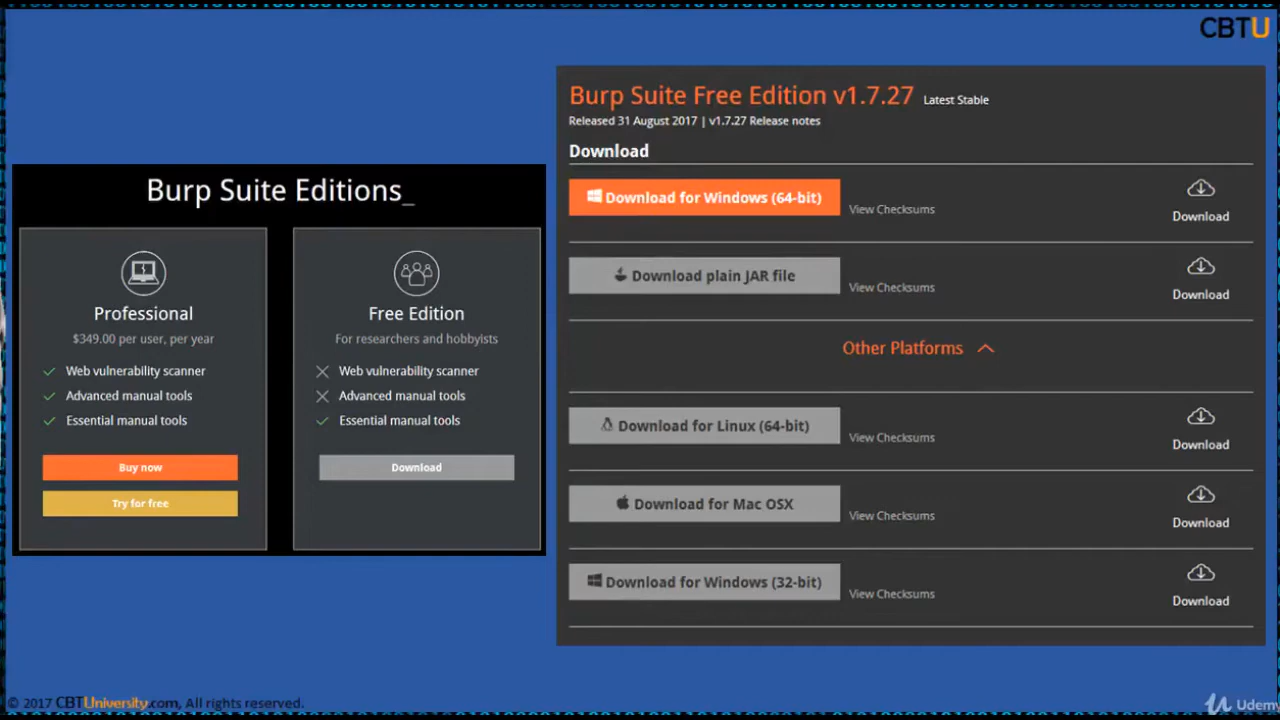 CBTU
Burp Suite Editions_
Professional
$349.00 per user, per year
Web vulnerability scanner
Advanced manual tools
Essential manual tools
Buy now
Try for free
Free Edition
For researchers and hobbyists
Web vulnerability scanner
Advanced manual tools
Essential manual tools
Download
Burp Suite Free Edition v1.7.27 Latest Stable
Released 31 August 2017 | v1.7.27 Release notes
Download
Download for Windows (64-bit) View Checksums Download
Download plain JAR file View Checksums Download
Other Platforms
Download for Linux (64-bit) View Checksums Download
Download for Mac OSX View Checksums Download
Download for Windows (32-bit) View Checksums Download
© 2017 CBTUniversity.com, All rights reserved.
Udemy